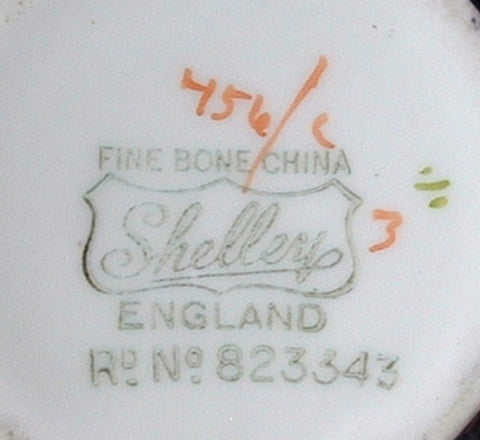 456/C
FINE BONE CHINA
Shelley
3
ENGLAND
Rd. No. 823343